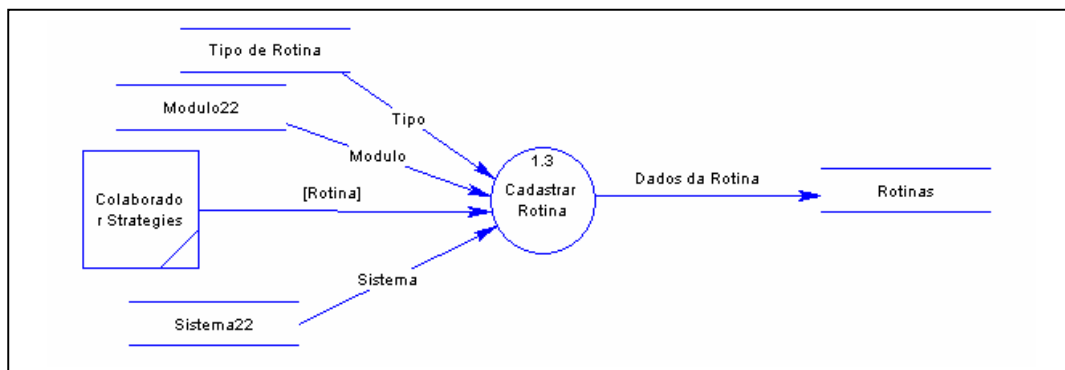 Tipo de Rotina
Tipo
Modulo22
Modulo
Colaborado
r Strategies
[Rotina]
1.3
Cadastrar
Rotina
Dados da Rotina
Rotinas
Sistema
Sistema22